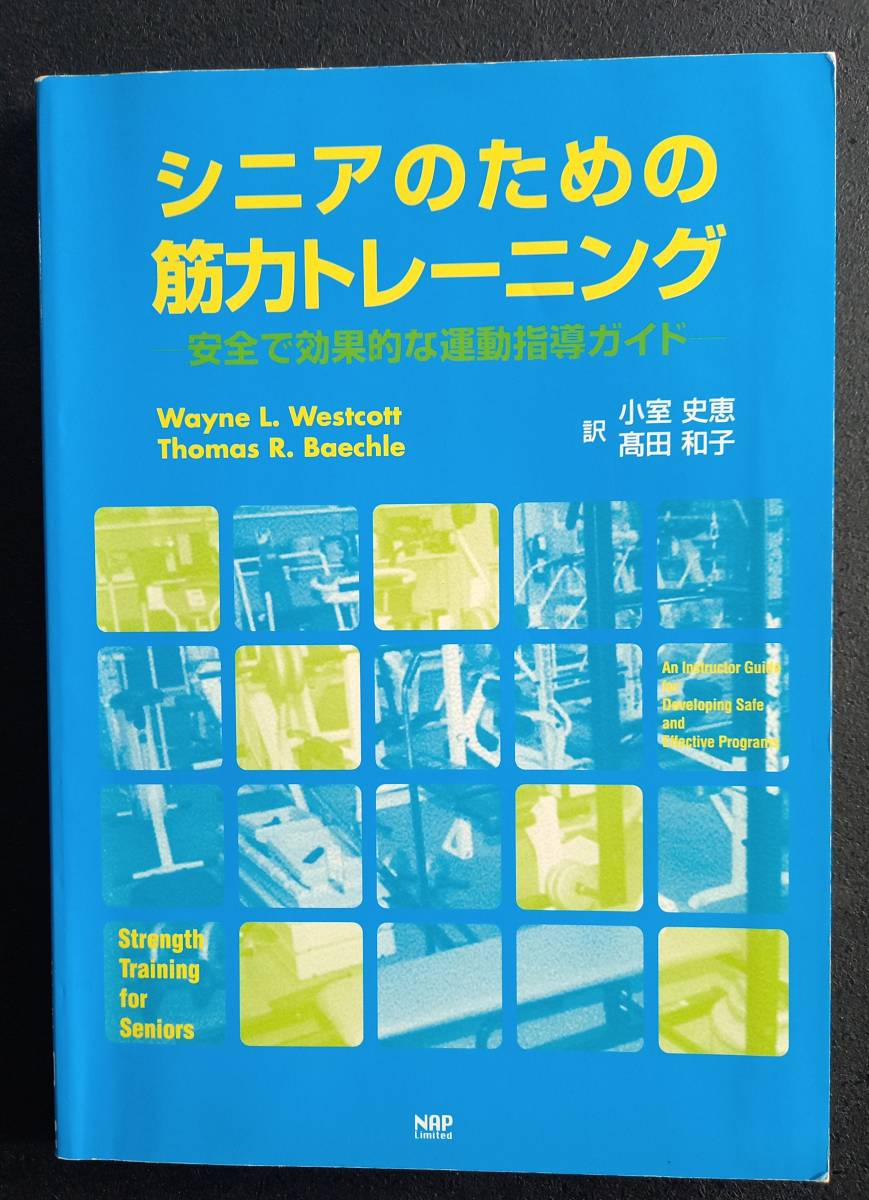 シニアのための
筋力トレーニング
—安全で効果的な運動指導ガイド—
Wayne L. Westcott
Thomas R. Baechle
訳
小室 史恵
髙田 和子
An Instructor Guide
for
Developing Safe
and
Effective Programs
Strength
Training
for
Seniors
NAP
Limited